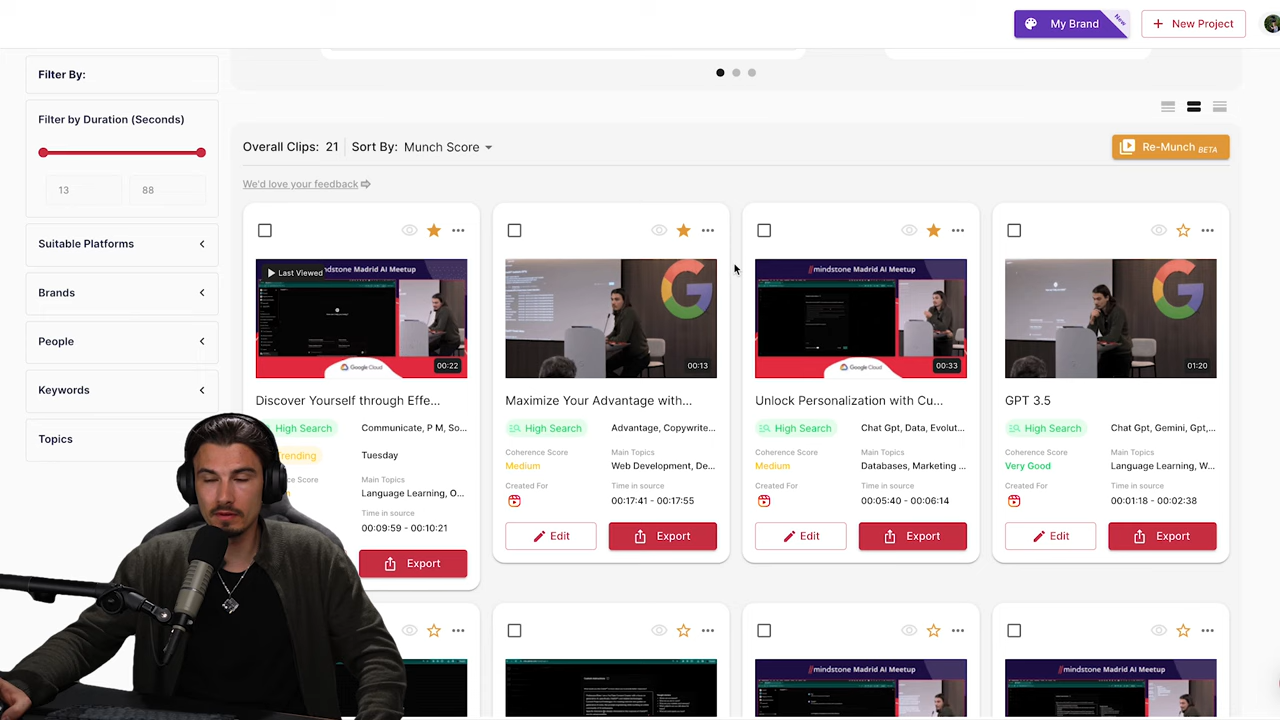 My Brand
New
+ New Project
Filter By:
Filter by Duration (Seconds)
13
88
Suitable Platforms
Brands
People
Keywords
Topics
Overall Clips: 21
Sort By: Munch Score
Re-Munch BETA
We'd love your feedback
Last Viewed
mindstone Madrid AI Meetup
Google Cloud
00:22
Discover Yourself through Effe...
High Search
Communicate, P M, So...
Trending
Tuesday
Main Topics
Language Learning, O...
Time in source
00:09:59 - 00:10:21
Export
00:13
Maximize Your Advantage with...
High Search
Advantage, Copywrite...
Coherence Score
Medium
Main Topics
Web Development, De...
Created For
Time in source
00:17:41 - 00:17:55
Edit
Export
//mindstone Madrid AI Meetup
Google Cloud
00:33
Unlock Personalization with Cu...
High Search
Chat Gpt, Data, Evolut...
Coherence Score
Medium
Main Topics
Databases, Marketing ...
Created For
Time in source
00:05:40 - 00:06:14
Edit
Export
01:20
GPT 3.5
High Search
Chat Gpt, Gemini, Gpt,...
Coherence Score
Very Good
Main Topics
Language Learning, W...
Created For
Time in source
00:01:18 - 00:02:38
Edit
Export
//mindstone Madrid AI Meetup
//mindstone Madrid AI Meetup